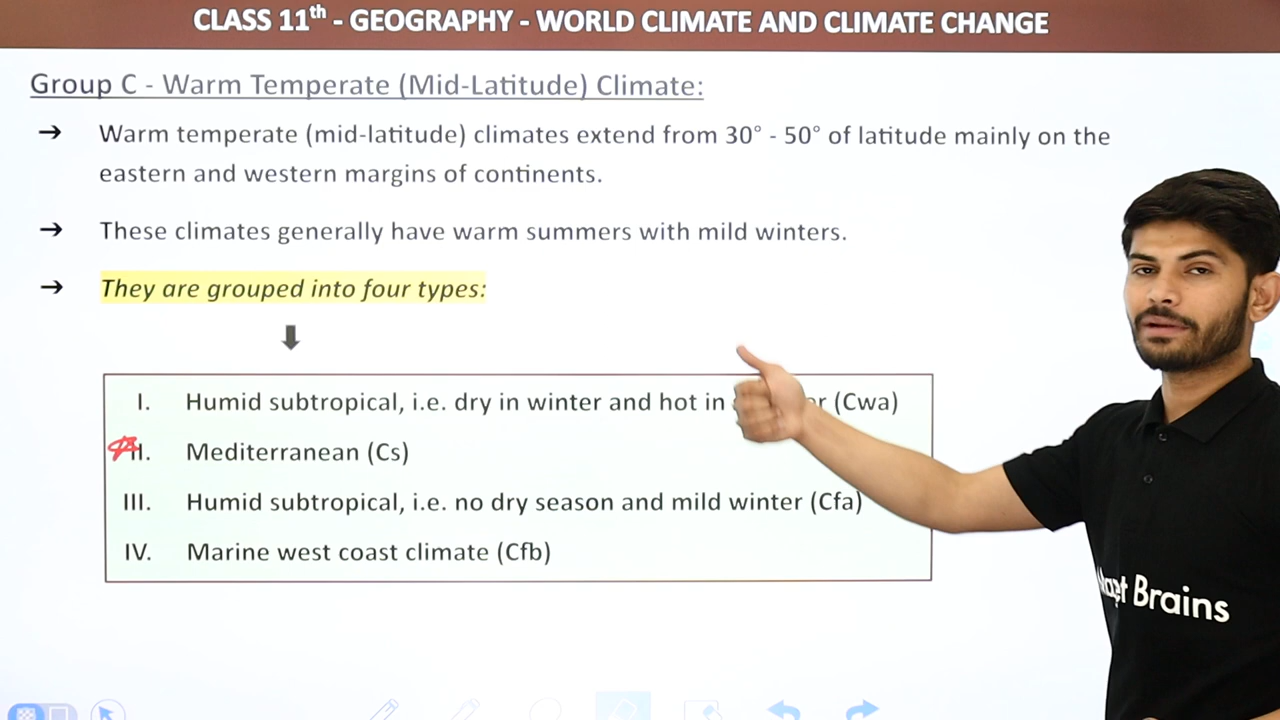 CLASS 11th - GEOGRAPHY - WORLD CLIMATE AND CLIMATE CHANGE
Group C - Warm Temperate (Mid-Latitude) Climate:
➔ Warm temperate (mid-latitude) climates extend from 30° - 50° of latitude mainly on the
eastern and western margins of continents.
➔ These climates generally have warm summers with mild winters.
➔ They are grouped into four types:
I. Humid subtropical, i.e. dry in winter and hot in (Cwa)
II. Mediterranean (Cs)
III. Humid subtropical, i.e. no dry season and mild winter (Cfa)
IV. Marine west coast climate (Cfb)
Brains